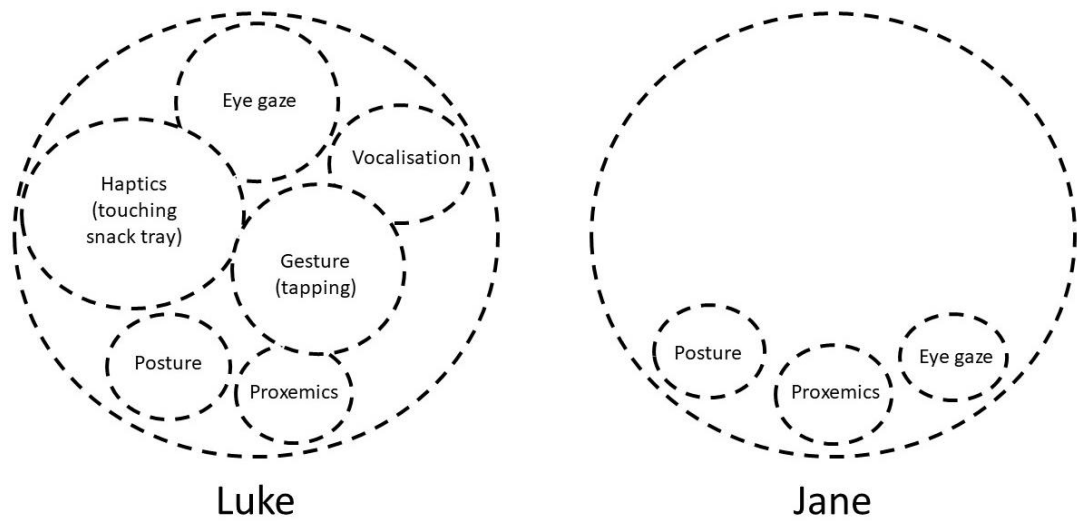 Eye gaze
Vocalisation
Haptics
(touching
snack tray)
Gesture
(tapping)
Posture
Proxemics
Luke
Posture
Proxemics
Eye gaze
Jane